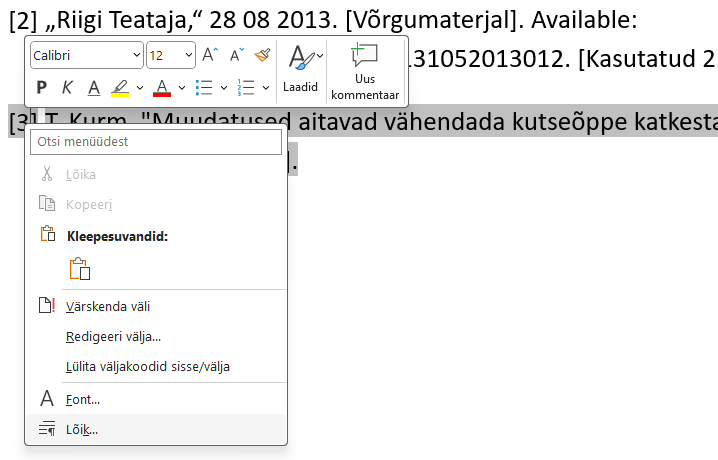 [2] „Riigi Teataja,“ 28 08 2013. [Võrgumaterjal]. Available:
Calibri 12 A A
131052013012. [Kasutatud 2
P K A A
Laadid
Uus
kommentaar
[3] T. Kurm, "Muudatused aitavad vähendada kutseõppe katkesta
Otsi menüüdest
].
Lõika
Kopeeri
Kleepesuvandid:
Värskenda väli
Redigeeri välja...
Lülita väljakoodid sisse/välja
A Font...
Lõik...